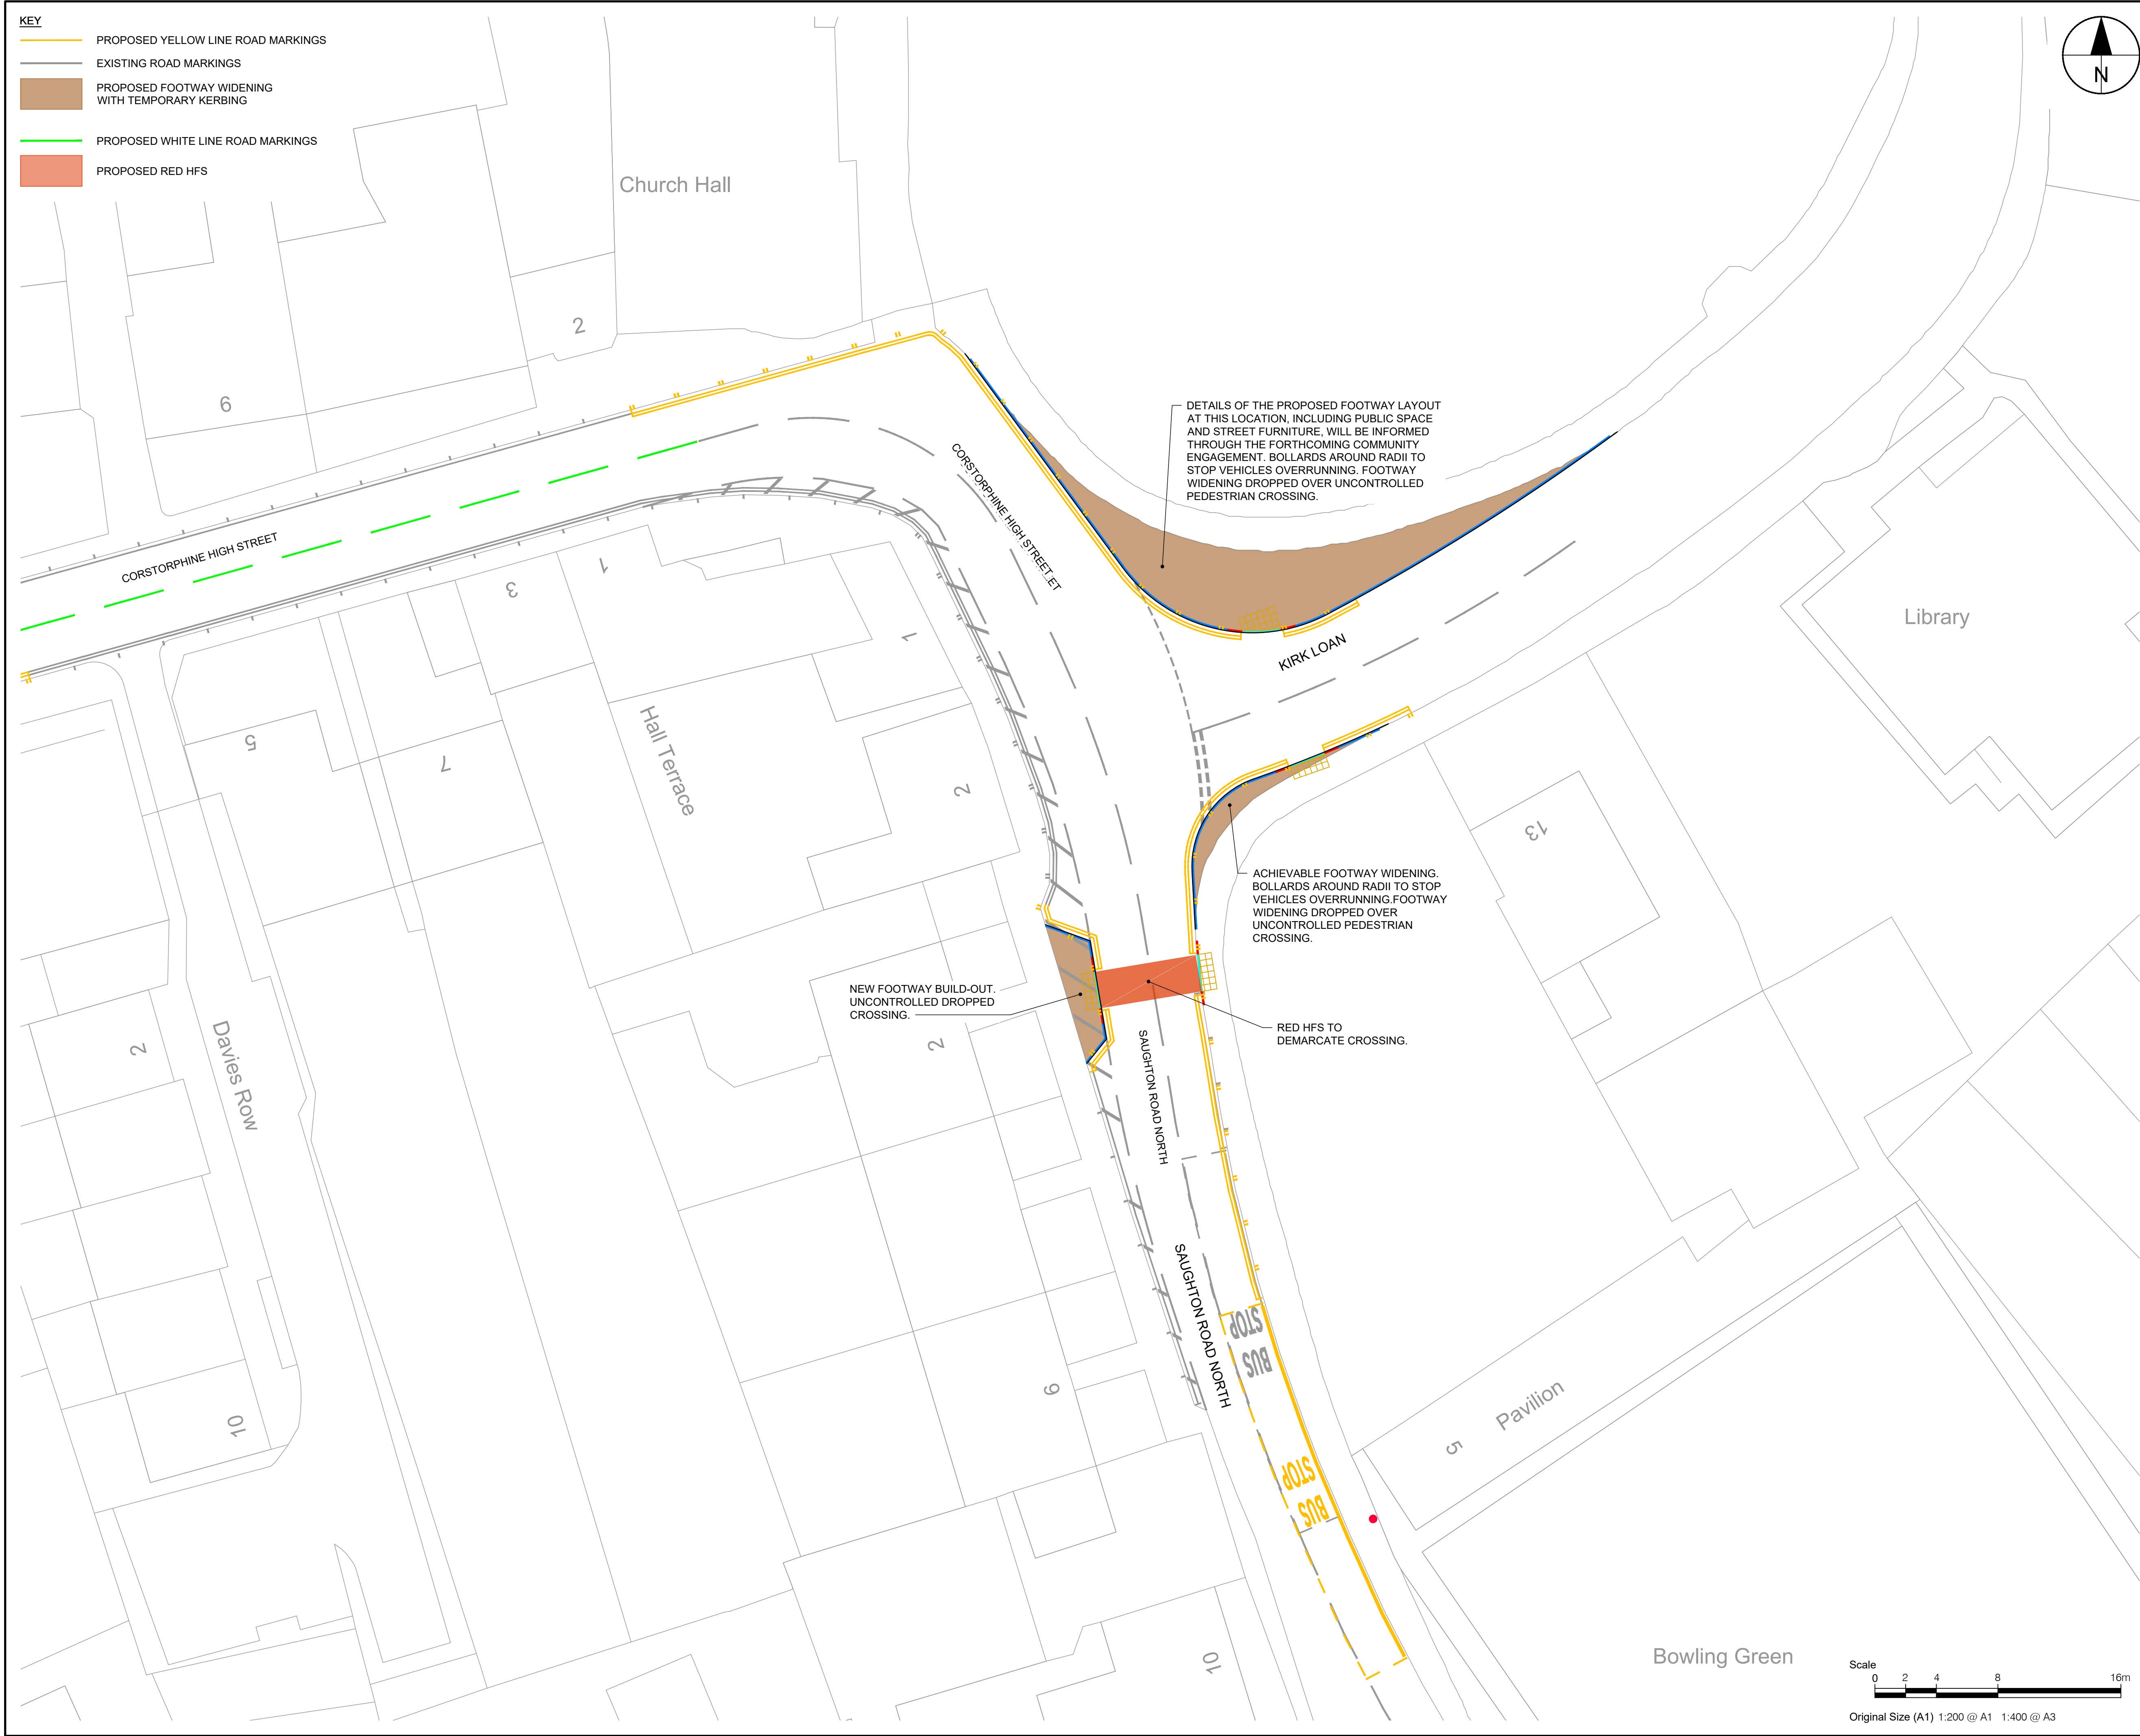 KEY
PROPOSED YELLOW LINE ROAD MARKINGS
EXISTING ROAD MARKINGS
PROPOSED FOOTWAY WIDENING
WITH TEMPORARY KERBING
PROPOSED WHITE LINE ROAD MARKINGS
PROPOSED RED HFS
N
Church Hall
2
6
CORSTORPHINE HIGH STREET
CORSTORPHINE HIGH STREET.ET
DETAILS OF THE PROPOSED FOOTWAY LAYOUT
AT THIS LOCATION, INCLUDING PUBLIC SPACE
AND STREET FURNITURE, WILL BE INFORMED
THROUGH THE FORTHCOMING COMMUNITY
ENGAGEMENT. BOLLARDS AROUND RADII TO
STOP VEHICLES OVERRUNNING. FOOTWAY
WIDENING DROPPED OVER UNCONTROLLED
PEDESTRIAN CROSSING.
KIRK LOAN
Library
3
1
1
5
7
Hall Terrace
2
13
ACHIEVABLE FOOTWAY WIDENING.
BOLLARDS AROUND RADII TO STOP
VEHICLES OVERRUNNING.FOOTWAY
WIDENING DROPPED OVER
UNCONTROLLED PEDESTRIAN
CROSSING.
NEW FOOTWAY BUILD-OUT.
UNCONTROLLED DROPPED
CROSSING.
RED HFS TO
DEMARCATE CROSSING.
2
Davies Row
2
SAUGHTON ROAD NORTH
SAUGHTON ROAD NORTH
BUS
STOP
10
6
5
Pavilion
BUS
STOP
10
Bowling Green
Scale
0 2 4 8 16m
Original Size (A1) 1:200 @ A1 1:400 @ A3